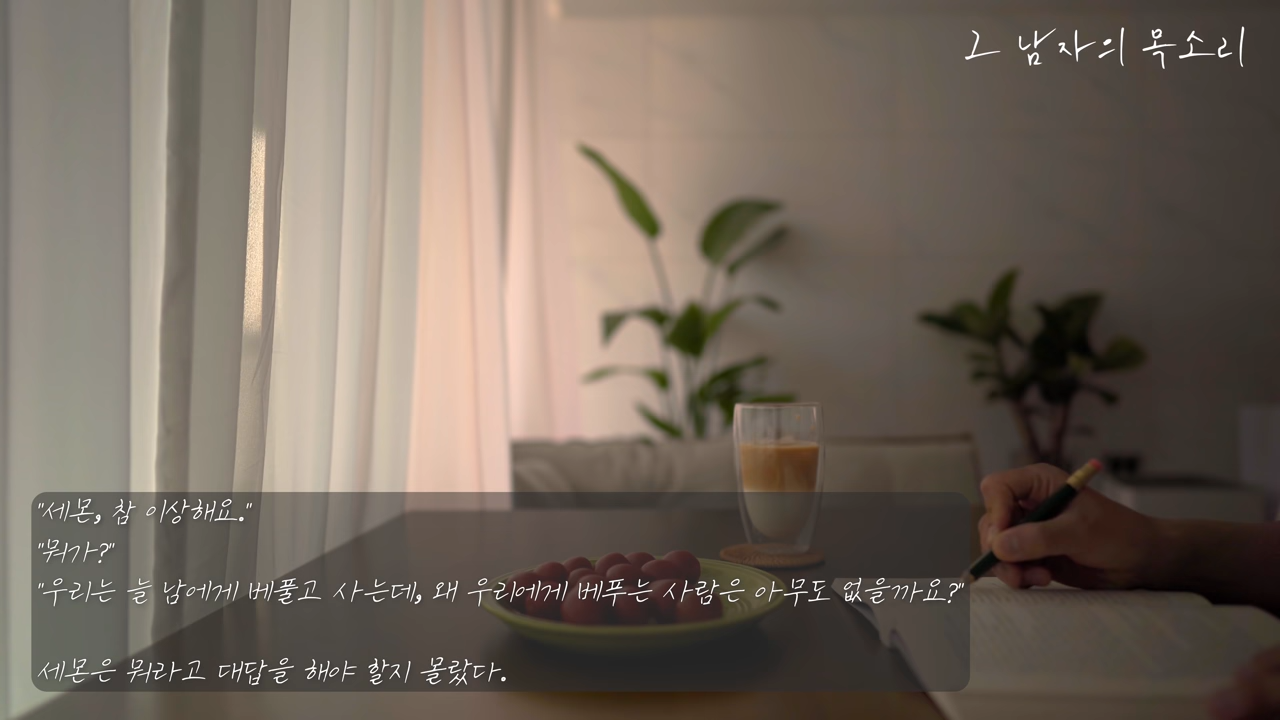 그 남자의 목소리
"세몬, 참 이상해요."
"뭐가?"
"우리는 늘 남에게 베풀고 사는데, 왜 우리에게 베푸는 사람은 아무도 없을까요?"
세몬은 뭐라고 대답을 해야 할지 몰랐다.